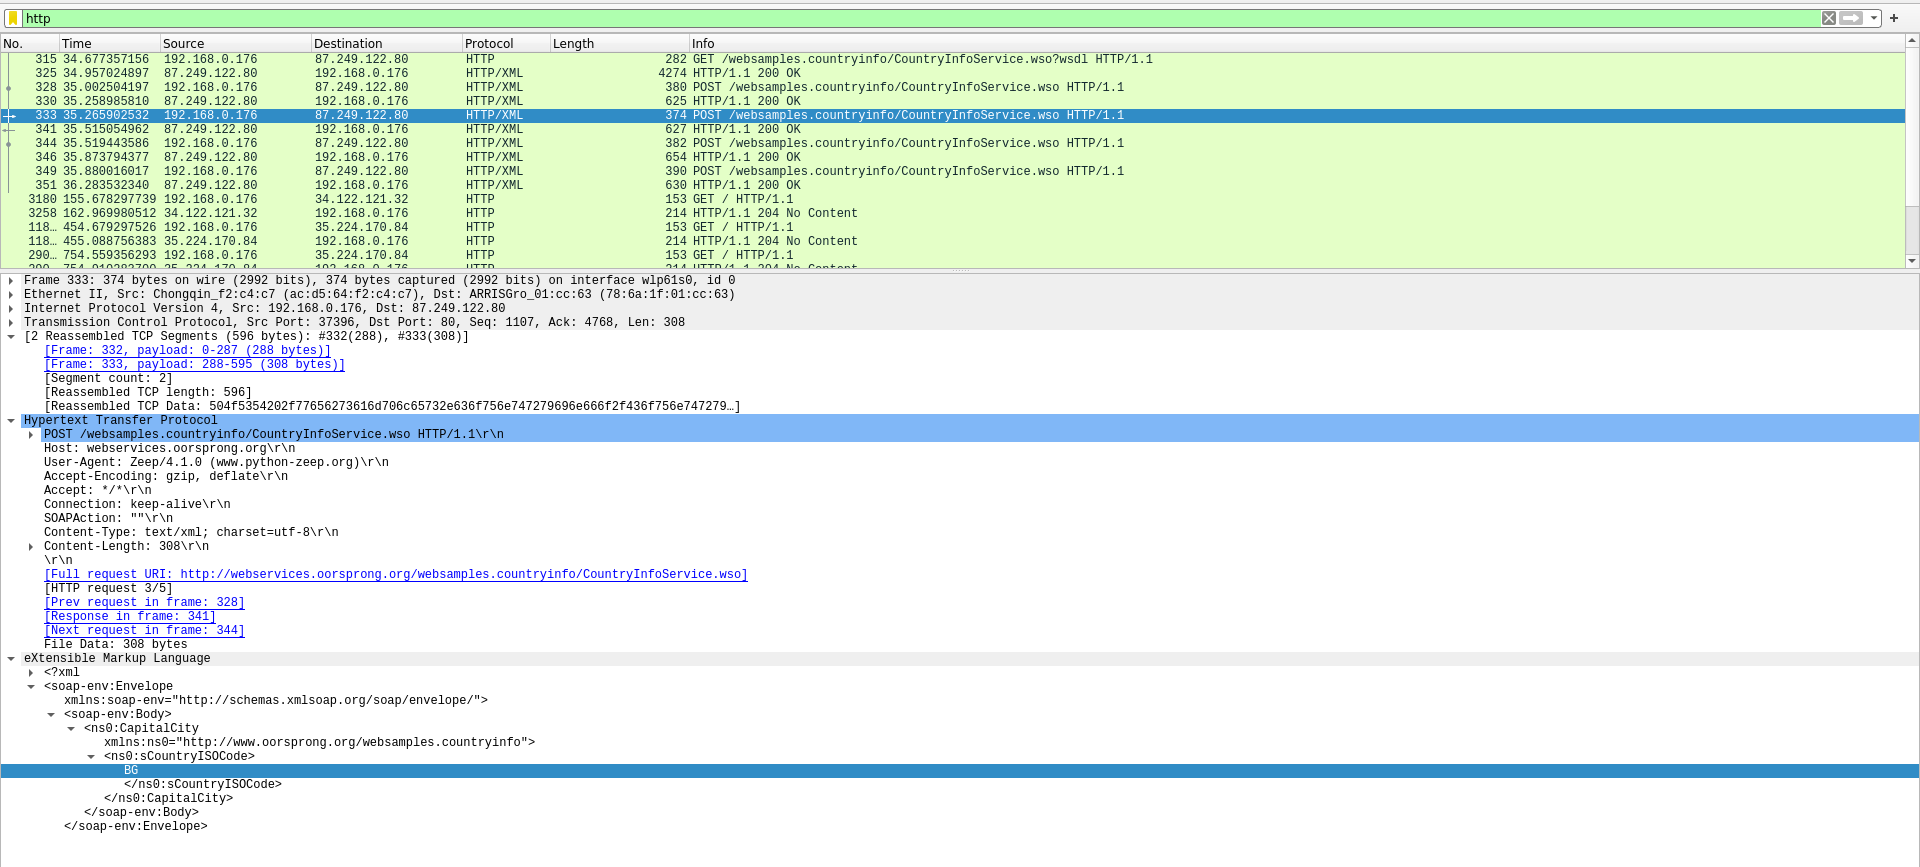 http
No. Time Source Destination Protocol Length Info
315 34.677357156 192.168.0.176 87.249.122.80 HTTP 282 GET /websamples.countryinfo/CountryInfoService.wso?wsdl HTTP/1.1
325 34.957024897 87.249.122.80 192.168.0.176 HTTP/XML 4274 HTTP/1.1 200 OK
328 35.002504197 192.168.0.176 87.249.122.80 HTTP/XML 380 POST /websamples.countryinfo/CountryInfoService.wso HTTP/1.1
330 35.258985810 87.249.122.80 192.168.0.176 HTTP/XML 625 HTTP/1.1 200 OK
333 35.265902532 192.168.0.176 87.249.122.80 HTTP/XML 374 POST /websamples.countryinfo/CountryInfoService.wso HTTP/1.1
341 35.515054962 87.249.122.80 192.168.0.176 HTTP/XML 627 HTTP/1.1 200 OK
344 35.519443586 192.168.0.176 87.249.122.80 HTTP/XML 382 POST /websamples.countryinfo/CountryInfoService.wso HTTP/1.1
346 35.873794377 87.249.122.80 192.168.0.176 HTTP/XML 654 HTTP/1.1 200 OK
349 35.880016017 192.168.0.176 87.249.122.80 HTTP/XML 390 POST /websamples.countryinfo/CountryInfoService.wso HTTP/1.1
351 36.283532340 87.249.122.80 192.168.0.176 HTTP/XML 630 HTTP/1.1 200 OK
3180 155.678297739 192.168.0.176 34.122.121.32 HTTP 153 GET / HTTP/1.1
3258 162.969980512 34.122.121.32 192.168.0.176 HTTP 214 HTTP/1.1 204 No Content
118… 454.679297526 192.168.0.176 35.224.170.84 HTTP 153 GET / HTTP/1.1
118… 455.088756383 35.224.170.84 192.168.0.176 HTTP 214 HTTP/1.1 204 No Content
290… 754.559356293 192.168.0.176 35.224.170.84 HTTP 153 GET / HTTP/1.1
Frame 333: 374 bytes on wire (2992 bits), 374 bytes captured (2992 bits) on interface wlp61s0, id 0
Ethernet II, Src: Chongqin_f2:c4:c7 (ac:d5:64:f2:c4:c7), Dst: ARRISGro_01:cc:63 (78:6a:1f:01:cc:63)
Internet Protocol Version 4, Src: 192.168.0.176, Dst: 87.249.122.80
Transmission Control Protocol, Src Port: 37396, Dst Port: 80, Seq: 1107, Ack: 4768, Len: 308
[2 Reassembled TCP Segments (596 bytes): #332(288), #333(308)]
[Frame: 332, payload: 0-287 (288 bytes)]
[Frame: 333, payload: 288-595 (308 bytes)]
[Segment count: 2]
[Reassembled TCP length: 596]
[Reassembled TCP Data: 504f5354202f77656273616d706c65732e636f756e747279696e666f2f436f756e747279…]
Hypertext Transfer Protocol
POST /websamples.countryinfo/CountryInfoService.wso HTTP/1.1\r\n
Host: webservices.oorsprong.org\r\n
User-Agent: Zeep/4.1.0 (www.python-zeep.org)\r\n
Accept-Encoding: gzip, deflate\r\n
Accept: */*\r\n
Connection: keep-alive\r\n
SOAPAction: ""\r\n
Content-Type: text/xml; charset=utf-8\r\n
Content-Length: 308\r\n
\r\n
[Full request URI: http://webservices.oorsprong.org/websamples.countryinfo/CountryInfoService.wso]
[HTTP request 3/5]
[Prev request in frame: 328]
[Response in frame: 341]
[Next request in frame: 344]
File Data: 308 bytes
eXtensible Markup Language
<?xml
<soap-env:Envelope
xmlns:soap-env="http://schemas.xmlsoap.org/soap/envelope/">
<soap-env:Body>
<ns0:CapitalCity
xmlns:ns0="http://www.oorsprong.org/websamples.countryinfo">
<ns0:sCountryISOCode>
BG
</ns0:sCountryISOCode>
</ns0:CapitalCity>
</soap-env:Body>
</soap-env:Envelope>